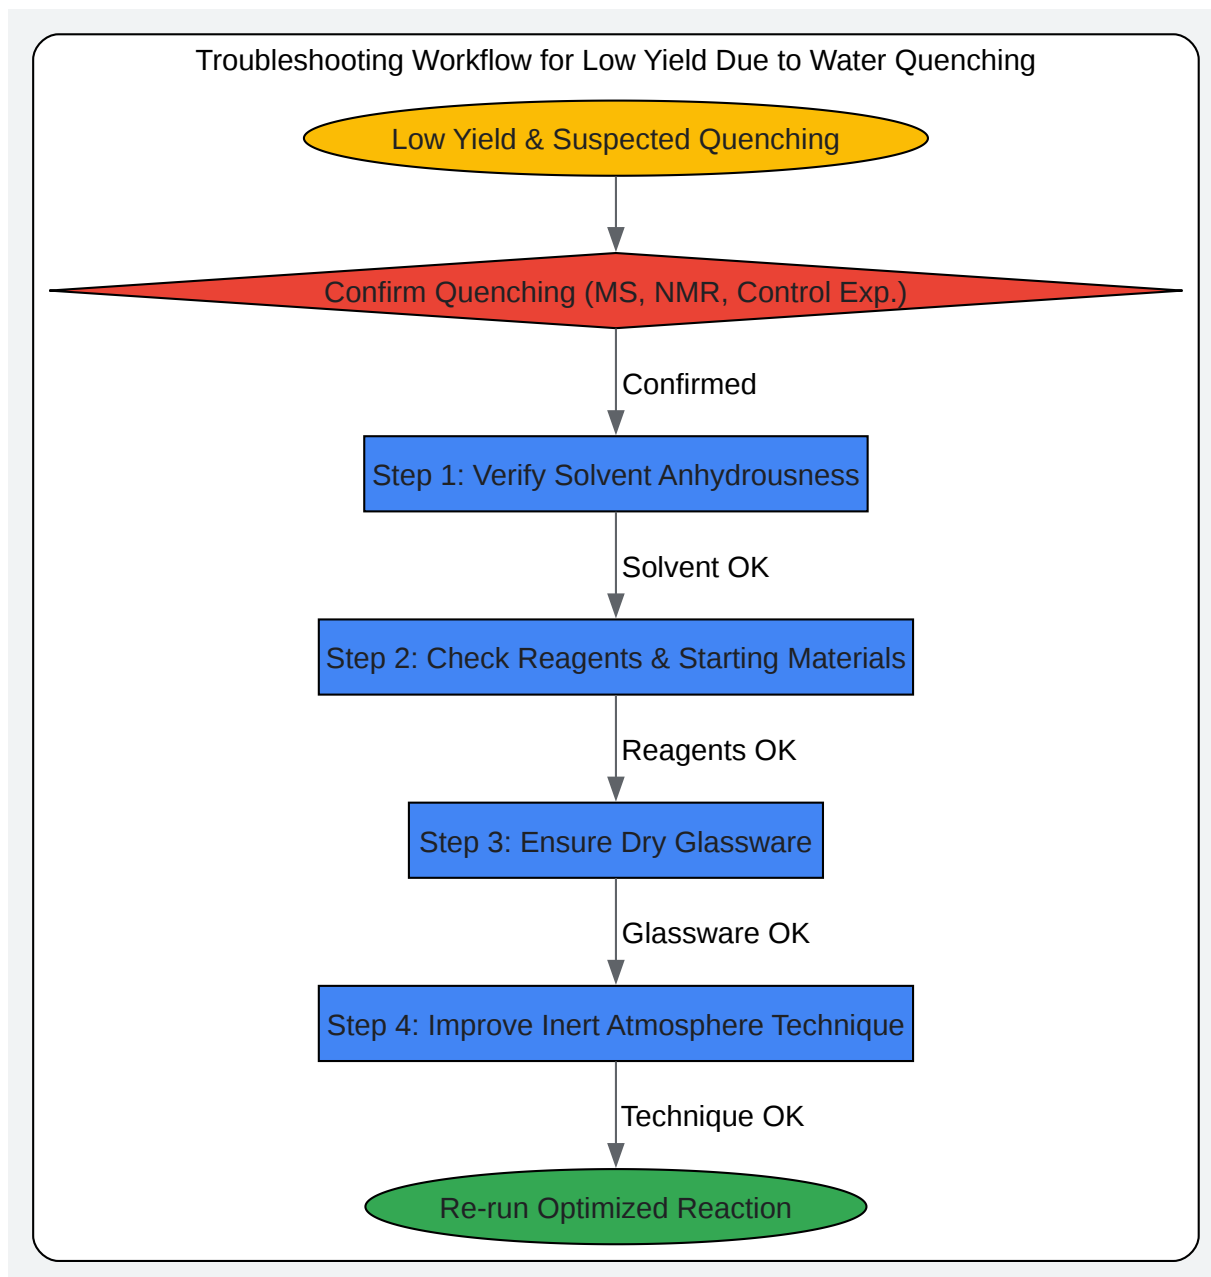 Troubleshooting Workflow for Low Yield Due to Water Quenching
Low Yield & Suspected Quenching
Confirm Quenching (MS, NMR, Control Exp.)
Confirmed
Step 1: Verify Solvent Anhydrousness
Solvent OK
Step 2: Check Reagents & Starting Materials
Reagents OK
Step 3: Ensure Dry Glassware
Glassware OK
Step 4: Improve Inert Atmosphere Technique
Technique OK
Re-run Optimized Reaction